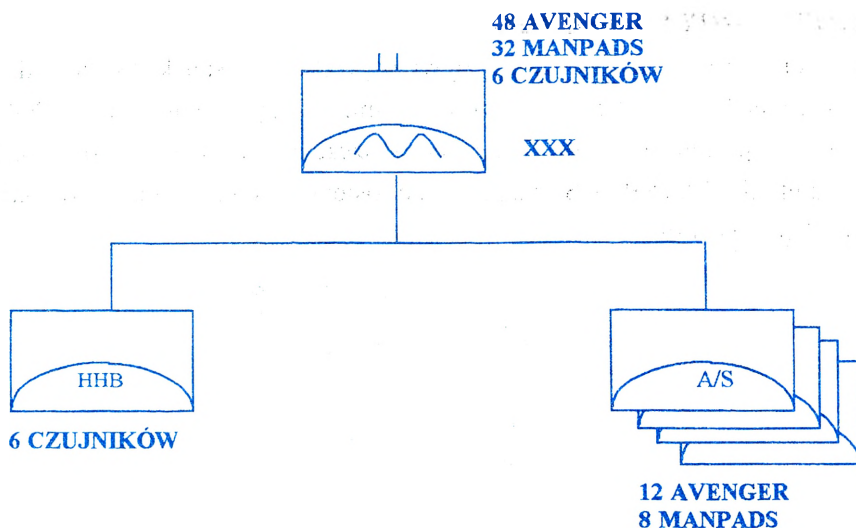 48 AVENGER
32 MANPADS
6 CZUJNIKÓW
XXX
HHB
A/S
6 CZUJNIKÓW
12 AVENGER
8 MANPADS